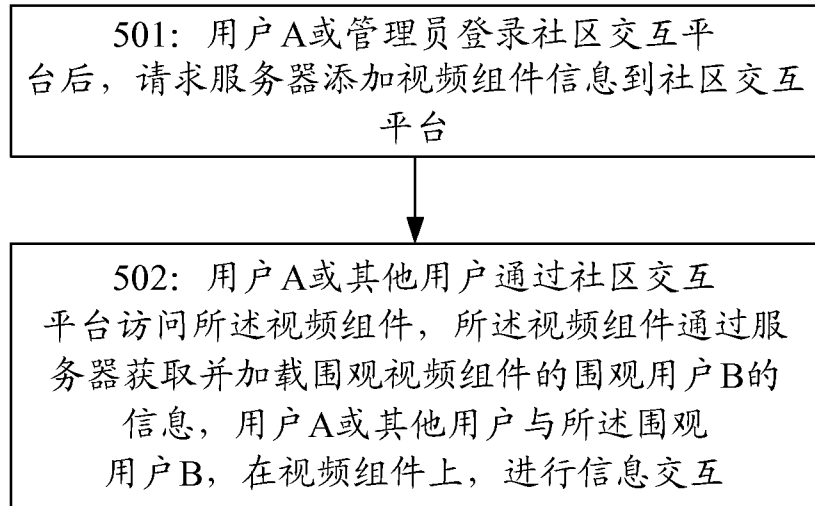 501：用户A或管理员登录社区交互平
台后，请求服务器添加视频组件信息到社区交互
平台
502：用户A或其他用户通过社区交互
平台访问所述视频组件，所述视频组件通过服
务器获取并加载围观视频组件的围观用户B的
信息，用户A或其他用户与所述围观
用户B，在视频组件上，进行信息交互